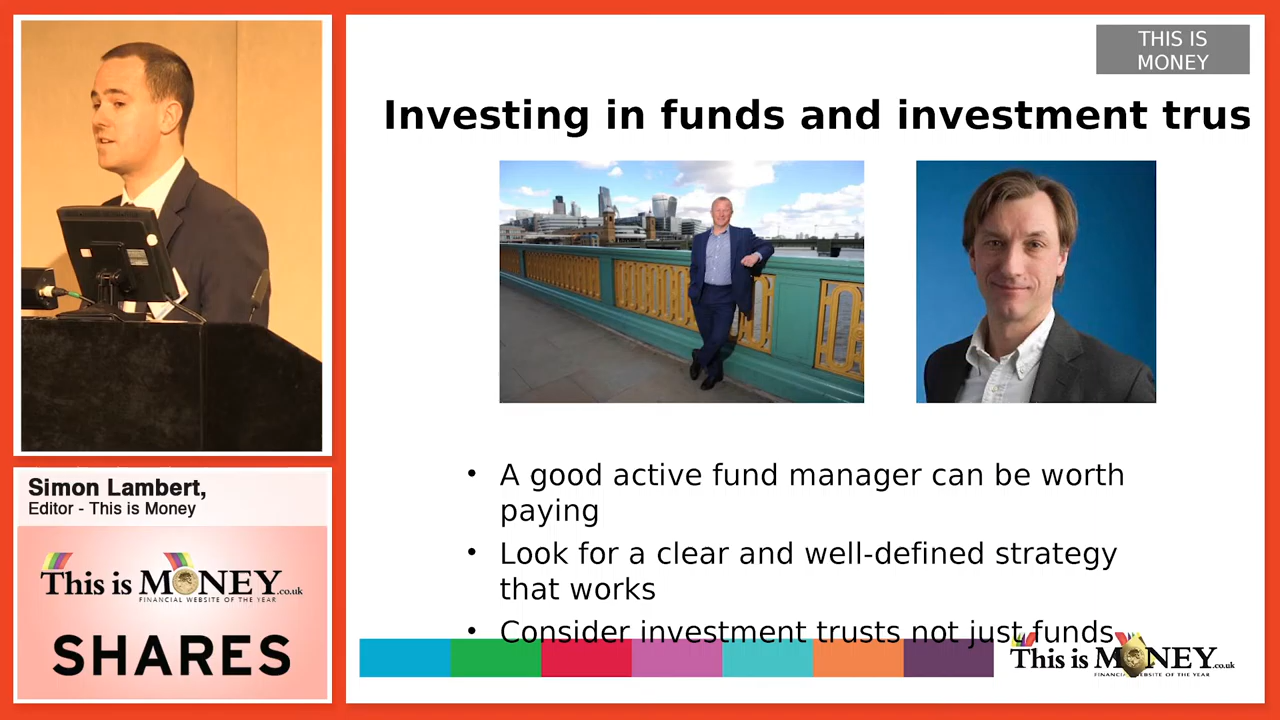 THIS IS
MONEY
Investing in funds and investment trus
• A good active fund manager can be worth
paying
• Look for a clear and well-defined strategy
that works
• Consider investment trusts not just funds
This is MONEY.co.uk
FINANCIAL WEBSITE OF THE YEAR
Simon Lambert,
Editor - This is Money
This is MONEY.co.uk
FINANCIAL WEBSITE OF THE YEAR
SHARES